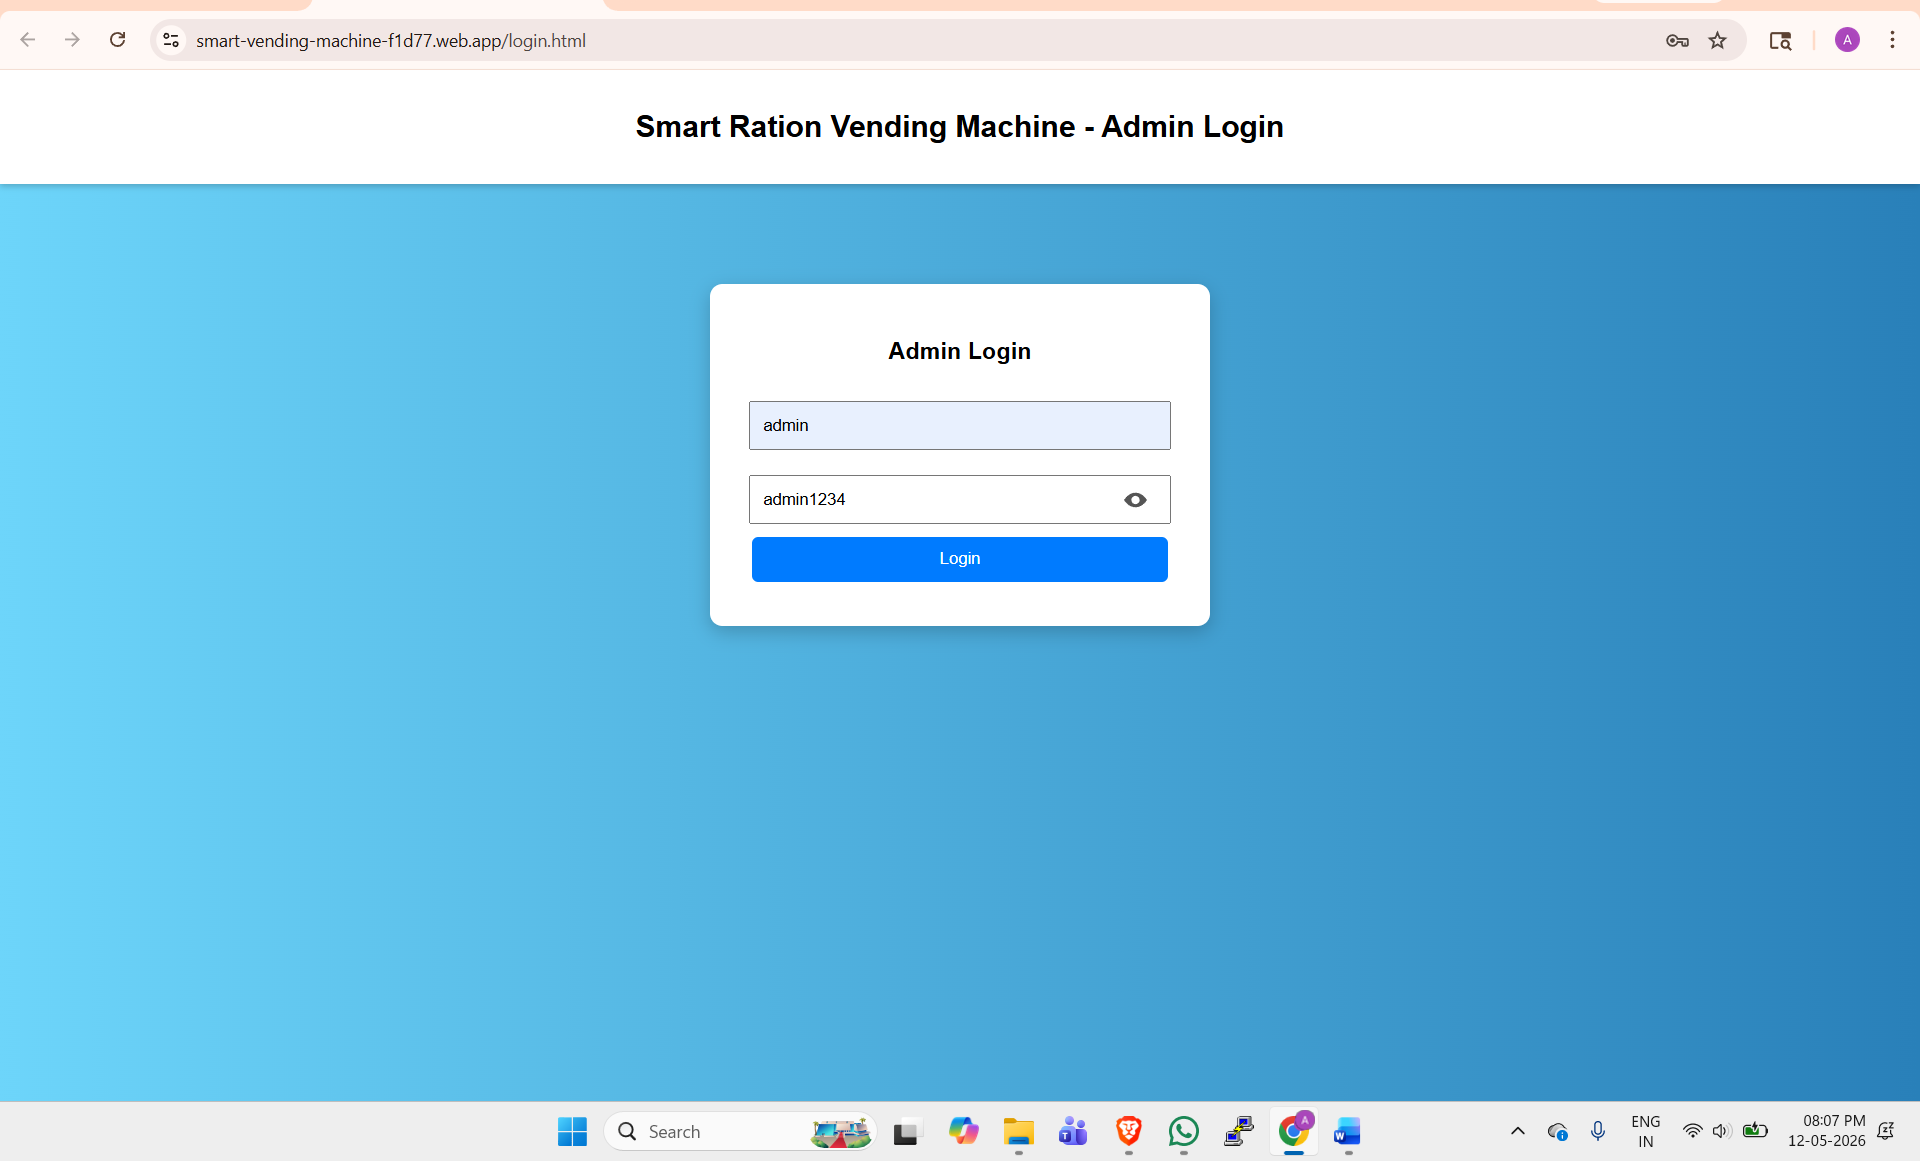 smart-vending-machine-f1d77.web.app/login.html
A
Smart Ration Vending Machine - Admin Login
Admin Login
admin
admin1234
Login
Search
A
ENG
IN
08:07 PM
12-05-2026